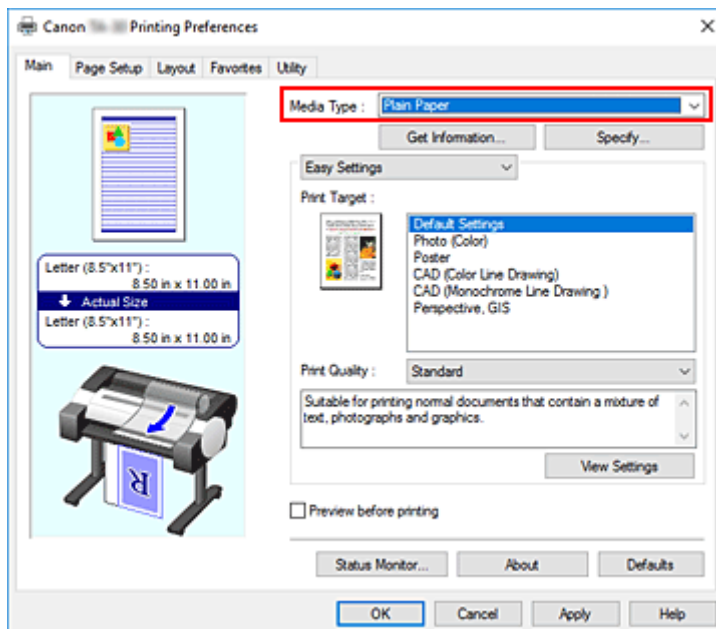 Canon Printing Preferences
Main Page Setup Layout Favorites Utility
Media Type : Plain Paper
Get Information... Specify...
Easy Settings
Print Target :
Default Settings
Photo (Color)
Poster
CAD (Color Line Drawing)
CAD (Monochrome Line Drawing )
Perspective, GIS
Letter (8.5"x11") :
8.50 in x 11.00 in
Actual Size
Letter (8.5"x11") :
8.50 in x 11.00 in
Print Quality : Standard
Suitable for printing normal documents that contain a mixture of
text, photographs and graphics.
R
View Settings
Preview before printing
Status Monitor... About Defaults
OK Cancel Apply Help